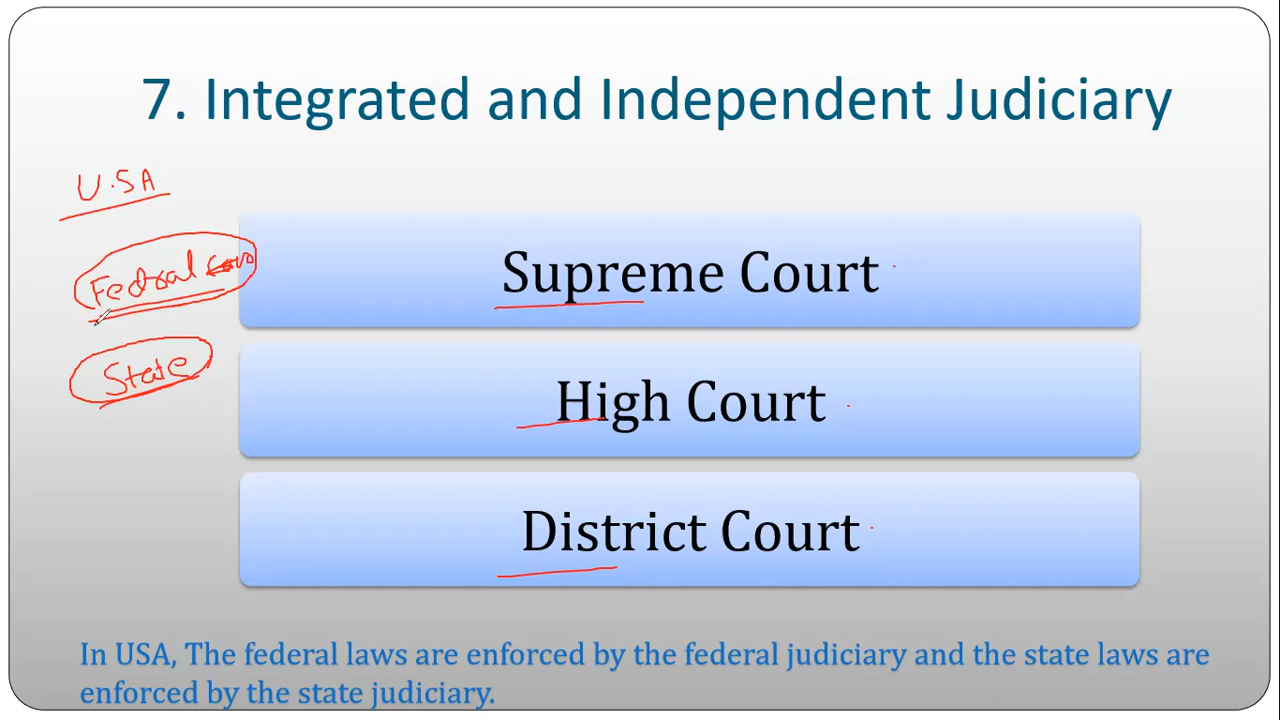 7. Integrated and Independent Judiciary
U.SA
Federal
Supreme Court
State
High Court
District Court
In USA, The federal laws are enforced by the federal judiciary and the state laws are
enforced by the state judiciary.